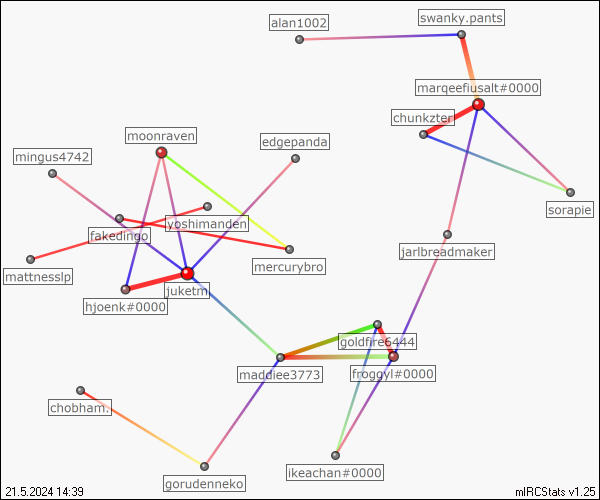 alan1002
swanky.pants
marqeefiusalt#0000
chunkzter
moonraven
edgepanda
mingus4742
sorapie
yoshimanden
fakedingo
jarlbreadmaker
mercurybro
mattnesslp
juketm
hjoenk#0000
goldfire6444
maddiee3773
froggyl#0000
chobham.
ikeachan#0000
gorudenneko
21.5.2024 14:39
mIRCStats v1.25